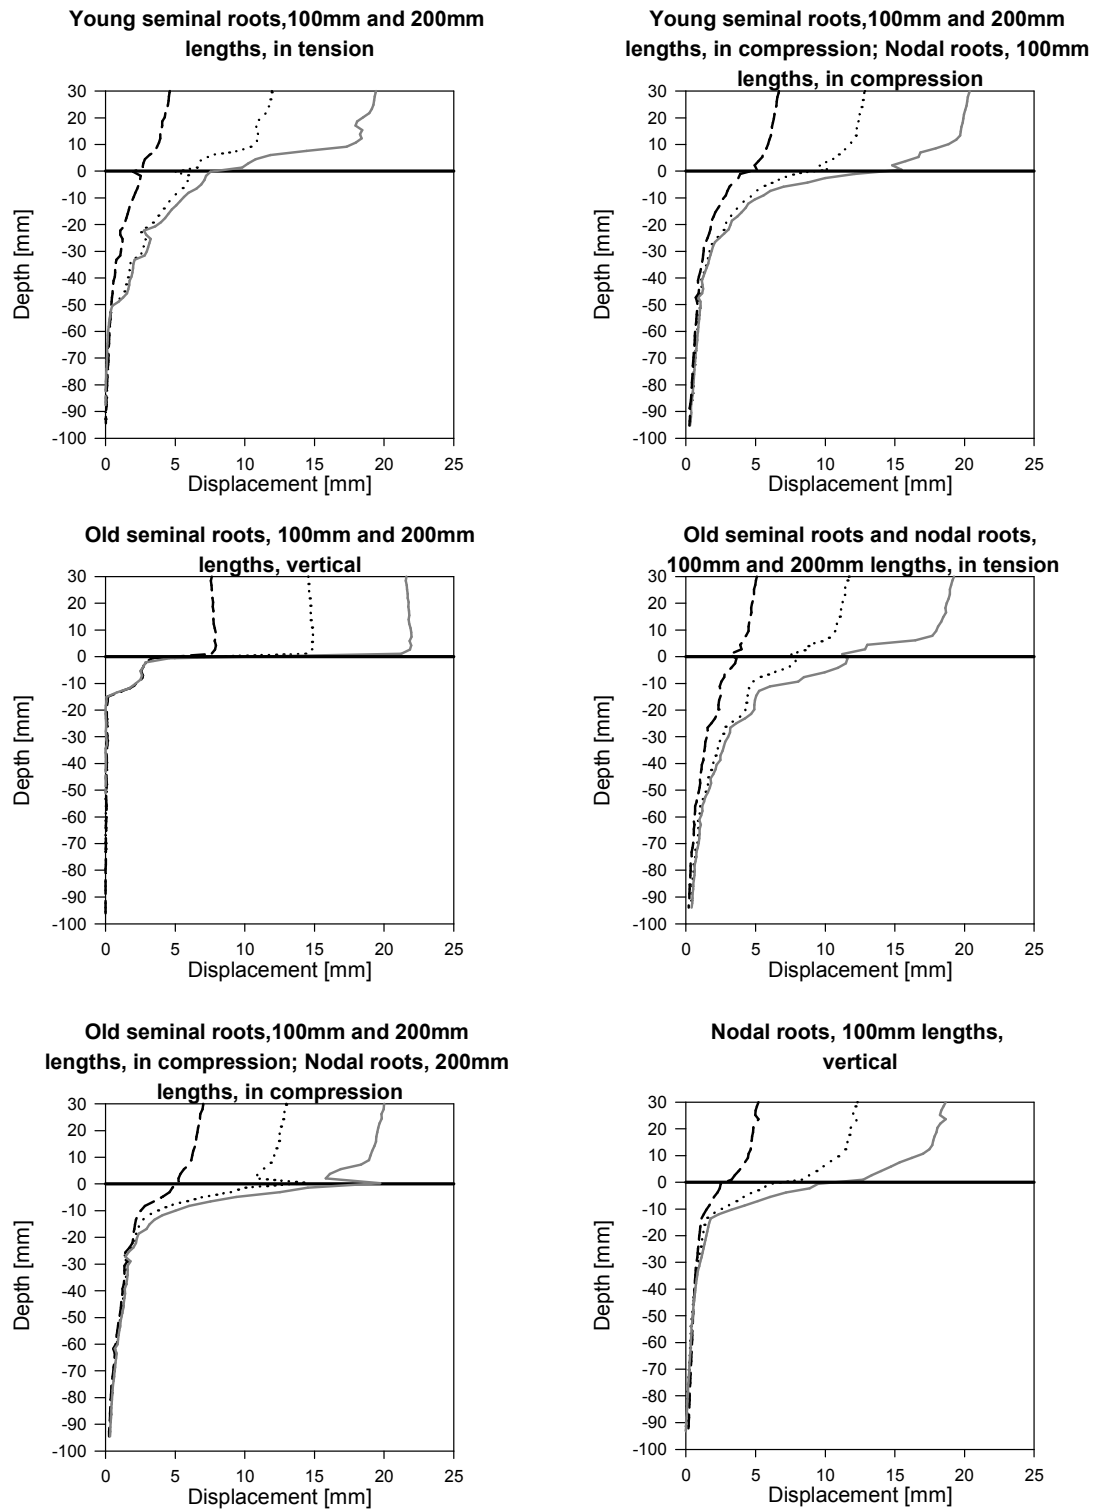 Young seminal roots,100mm and 200mm
lengths, in tension
30
20
10
0
-10
-20
-30
-40
-50
-60
-70
-80
-90
-100
Depth [mm]
0 5 10 15 20 25
Displacement [mm]
Young seminal roots,100mm and 200mm
lengths, in compression; Nodal roots, 100mm
lengths, in compression
30
20
10
0
-10
-20
-30
-40
-50
-60
-70
-80
-90
-100
Depth [mm]
0 5 10 15 20 25
Displacement [mm]
Old seminal roots, 100mm and 200mm
lengths, vertical
30
20
10
0
-10
-20
-30
-40
-50
-60
-70
-80
-90
-100
Depth [mm]
0 5 10 15 20 25
Displacement [mm]
Old seminal roots and nodal roots,
100mm and 200mm lengths, in tension
30
20
10
0
-10
-20
-30
-40
-50
-60
-70
-80
-90
-100
Depth [mm]
0 5 10 15 20 25
Displacement [mm]
Old seminal roots,100mm and 200mm
lengths, in compression; Nodal roots, 200mm
lengths, in compression
30
20
10
0
-10
-20
-30
-40
-50
-60
-70
-80
-90
-100
Depth [mm]
0 5 10 15 20 25
Displacement [mm]
Nodal roots, 100mm lengths,
vertical
30
20
10
0
-10
-20
-30
-40
-50
-60
-70
-80
-90
-100
Depth [mm]
0 5 10 15 20 25
Displacement [mm]